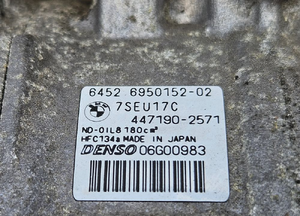 6452 6950152-02
7SEU17C
447190-2571
ND-OIL8 180cm³
HFC134a MADE IN JAPAN
DENSO 06G00983